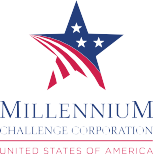 MILLENNIUM
CHALLENGE CORPORATION
UNITED STATES OF AMERICA